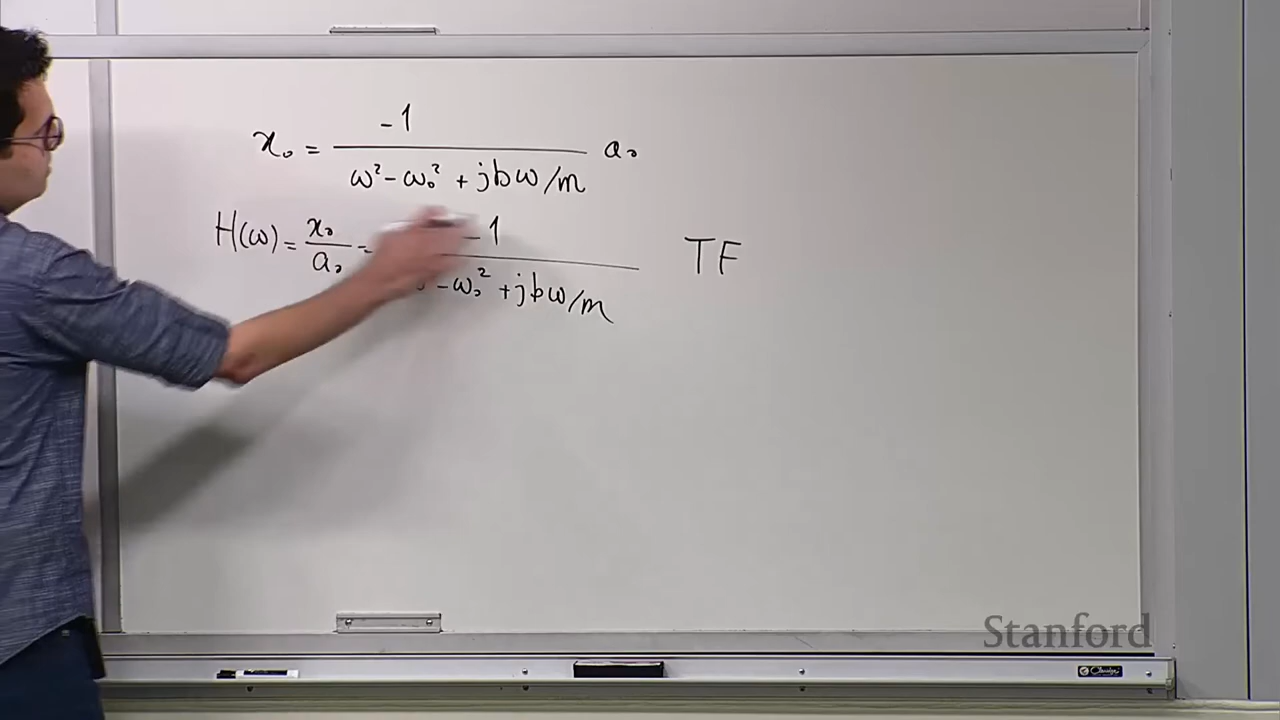 x₀ = -1 / (ω² - ω₀² + jbω/m) a₀
H(ω) = x₀/a₀ = -1 / ( - ω₀² + jbω/m) TF
Stanford